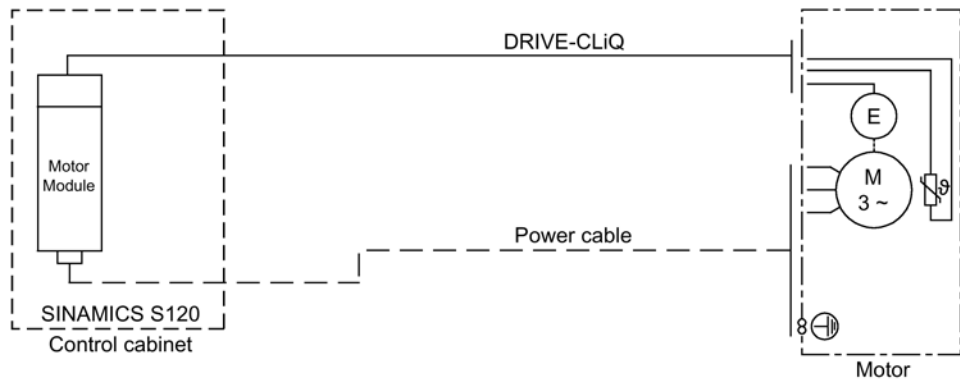 DRIVE-CLiQ
E
Motor
Module
M
3 ~
ϑ
Power cable
SINAMICS S120
Control cabinet
Motor